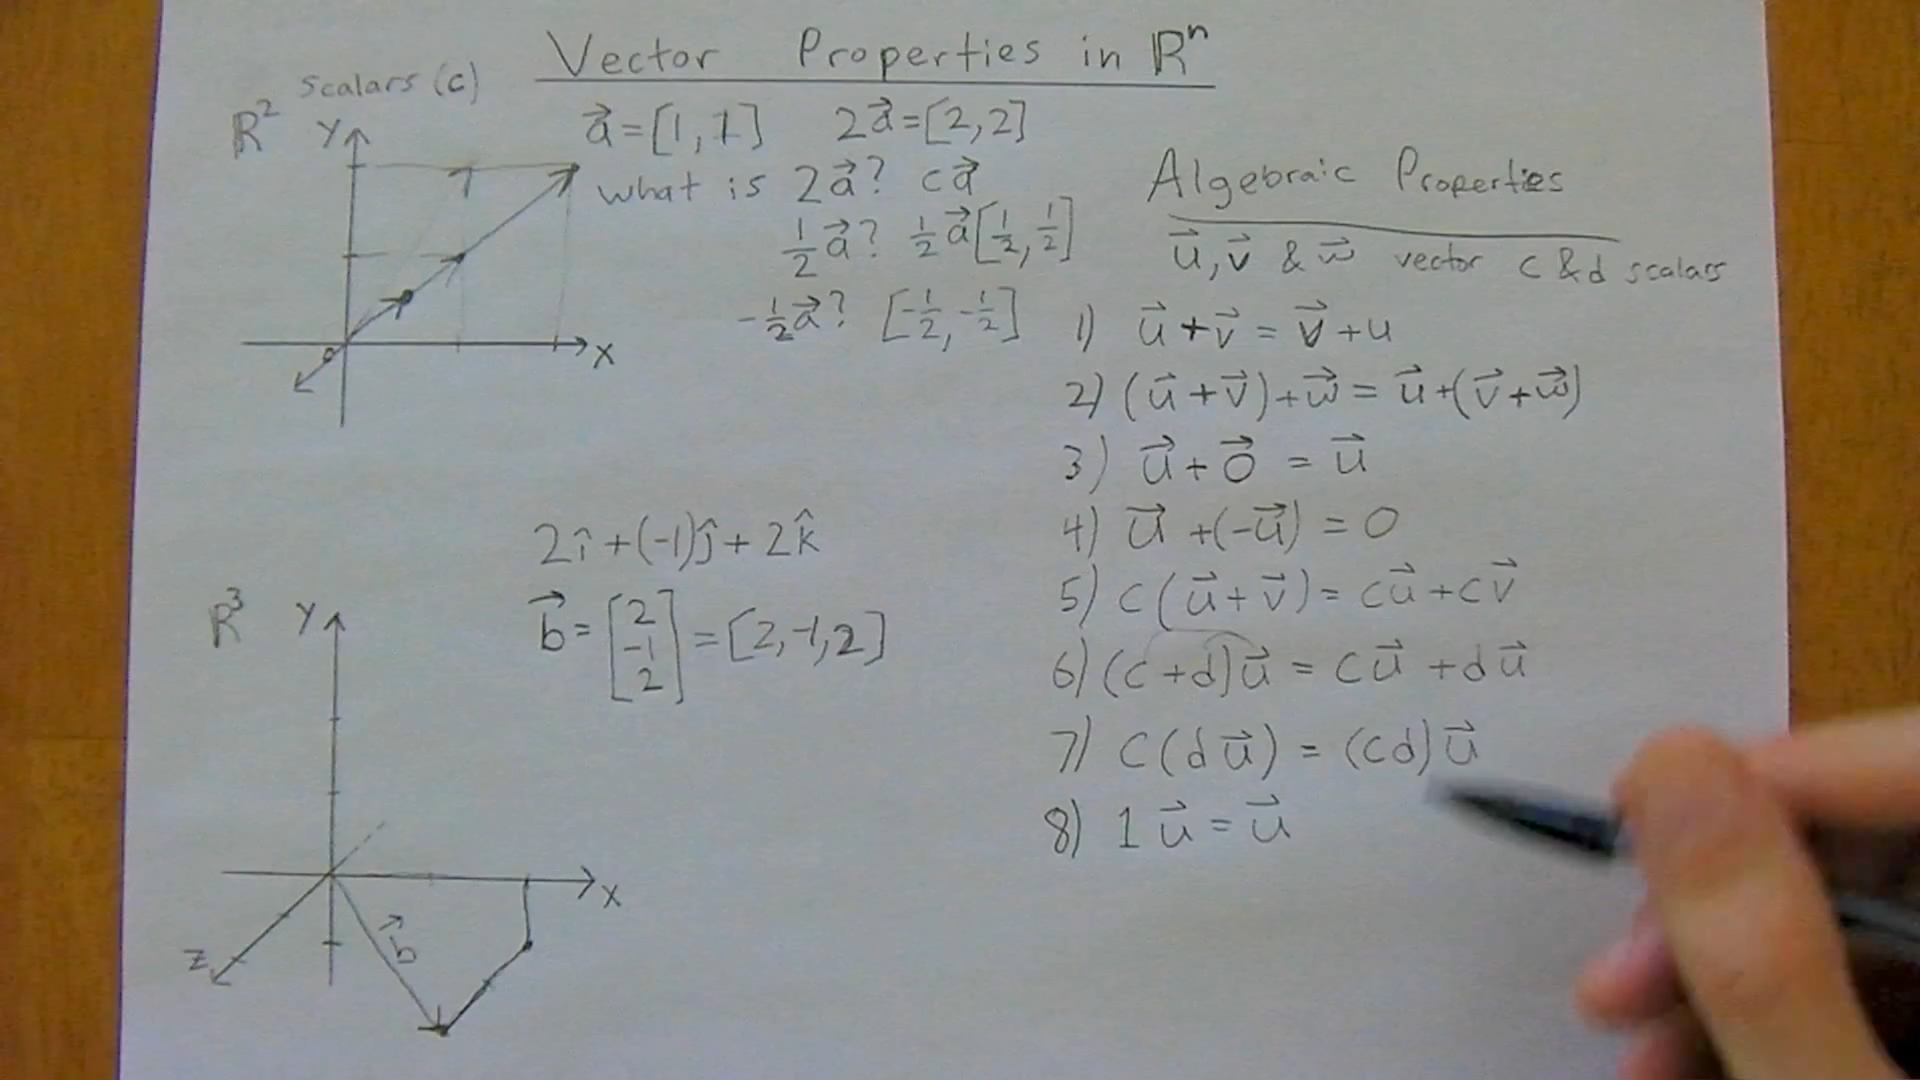 Vector Properties in ℝⁿ
Scalars (c)
ℝ²
Y
X
a⃗ = [1, 1] 2a⃗ = [2, 2]
what is 2a⃗? ca⃗
½a⃗? ½a⃗[½, ½]
-½a⃗? [-½, -½]
2î + (-1)ĵ + 2k̂
b⃗ = [2 -1 2] = [2, -1, 2]
ℝ³
Y
X
Z
b⃗
Algebraic Properties
u⃗, v⃗ & w⃗ vector c & d scalars
1) u⃗ + v⃗ = v⃗ + u
2) (u⃗ + v⃗) + w⃗ = u⃗ + (v⃗ + w⃗)
3) u⃗ + 0⃗ = u⃗
4) u⃗ + (-u⃗) = 0
5) c(u⃗ + v⃗) = cu⃗ + cv⃗
6) (c + d)u⃗ = cu⃗ + du⃗
7) c(du⃗) = (cd)u⃗
8) 1u⃗ = u⃗